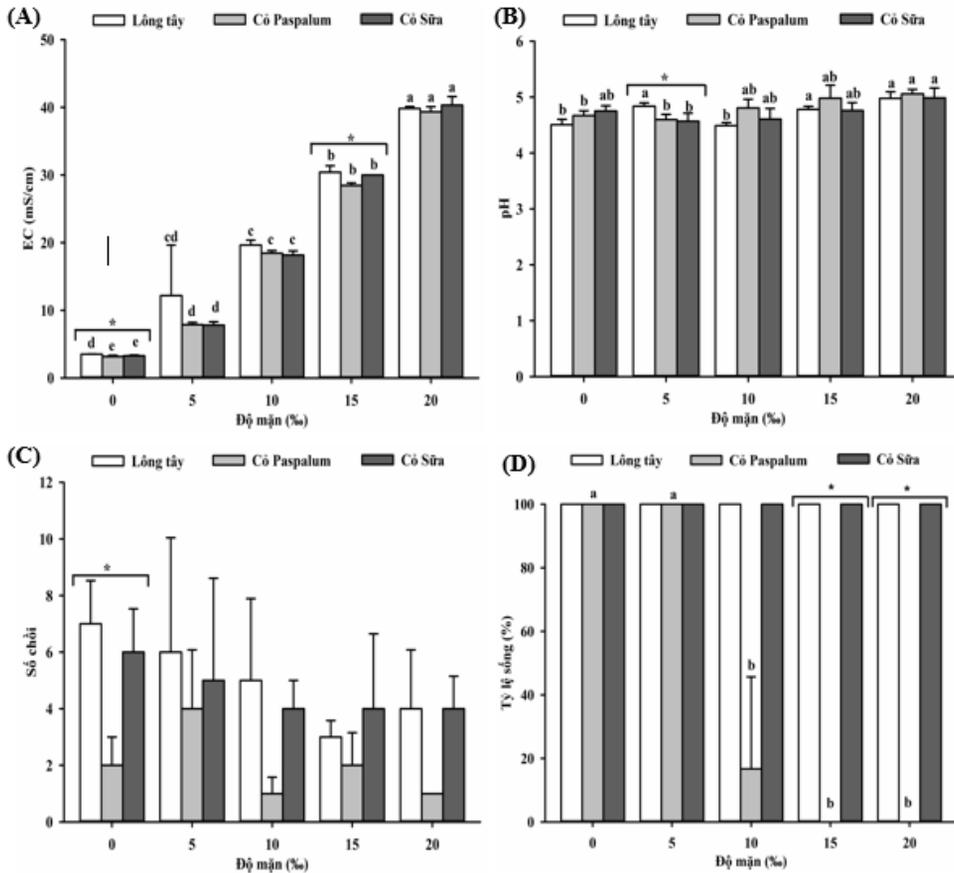 (A) Lông tây Cỏ Paspalum Cỏ Sữa
50
40
30
20
10
0
EC (mS/cm)
* d e e
cd d d
c c c
* b b b
a a a
0 5 10 15 20
Độ mặn (‰)
(B) Lông tây Cỏ Paspalum Cỏ Sữa
6
5
4
3
2
1
0
pH
b ab ab
* a b b
b ab ab
a ab ab
a a a
0 5 10 15 20
Độ mặn (‰)
(C) Lông tây Cỏ Paspalum Cỏ Sữa
12
10
8
6
4
2
0
Số chồi
*
0 5 10 15 20
Độ mặn (‰)
(D) Lông tây Cỏ Paspalum Cỏ Sữa
100
80
60
40
20
0
Tỷ lệ sống (%)
a a * *
b b b
0 5 10 15 20
Độ mặn (‰)